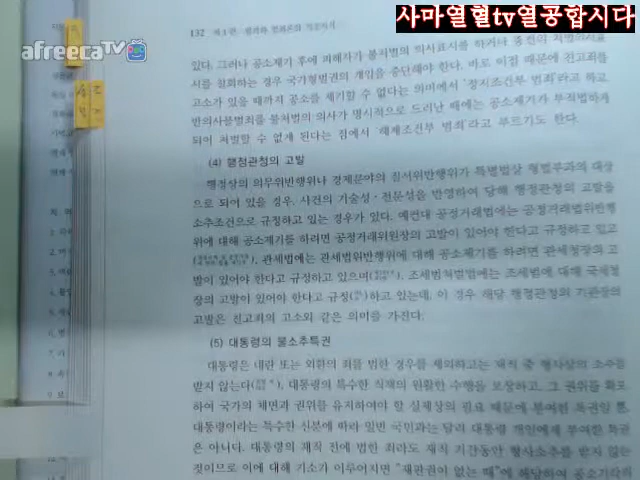 사마열혈tv열공합시다
afreecaTV
132 제1편
있다. 그러나 공소제기 후에 피해자가 불처벌의 의사표시를 하거나 종전의 처벌의사표
시를 철회하는 경우 국가형벌권의 개입을 중단해야 한다. 바로 이점 때문에 친고죄를
고소가 있을 때까지 공소를 제기할 수 없다는 의미에서 '정지조건부 범죄'라고 하고
반의사불벌죄를 불처벌의 의사가 명시적으로 드러난 때에는 공소제기가 부적법하게
되어 처벌할 수 없게 된다는 점에서 '해제조건부 범죄'라고 부르기도 한다.
(4) 행정관청의 고발
행정상의 의무위반행위나 경제분야의 질서위반행위가 특별법상 형벌부과의 대상
으로 되어 있을 경우, 사건의 기술성·전문성을 반영하여 당해 행정관청의 고발을
소추조건으로 규정하고 있는 경우가 있다. 예컨대 공정거래법에는 공정거래법위반행
위에 대해 공소제기를 하려면 공정거래위원장의 고발이 있어야 한다고 규정하고 있고
, 관세법에는 관세범위반행위에 대해 공소제기를 하려면 관세청장의 고
발이 있어야 한다고 규정하고 있으며, 조세범처벌법에는 조세범에 대해 국세청
장의 고발이 있어야 한다고 규정하고 있는데, 이 경우 해당 행정관청의 기관장의
고발은 친고죄의 고소와 같은 의미를 가진다.
(5) 대통령의 불소추특권
대통령은 내란 또는 외환의 죄를 범한 경우를 제외하고는 재직 중 형사상의 소추를
받지 않는다, 대통령의 특수한 직책의 원활한 수행을 보장하고, 그 권위를 확보
하여 국가의 체면과 권위를 유지하여야 할 실제상의 필요 때문에 부여된 특권일 뿐,
대통령이라는 특수한 신분에 따라 일반 국민과는 달리 대통령 개인에게 부여한 특권
은 아니다. 대통령의 재직 전에 범한 죄라도 재직 기간동안 형사소추를 받지 않는
것이므로 이에 대해 기소가 이루어지면 "재판권이 없는 때"에 해당하여 공소기각의